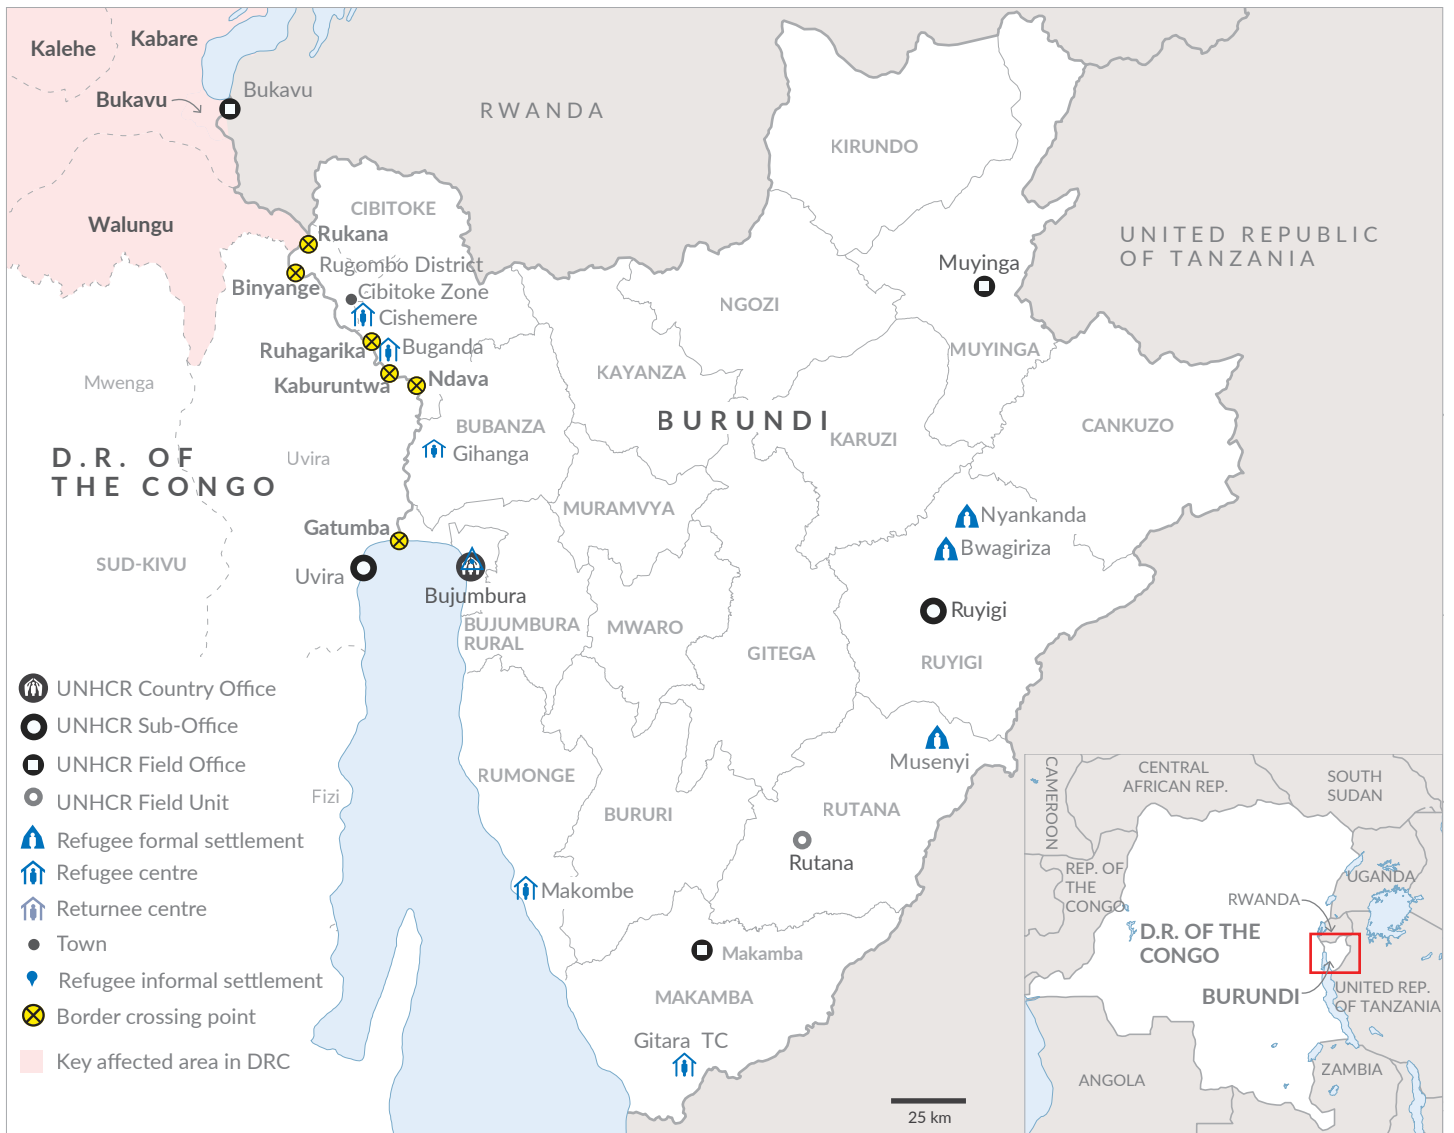 Kalehe
Kabare
Bukavu
Bukavu
Walungu
RWANDA
KIRUNDO
CIBITOKE
Rukana
Rugombo District
Binyange
Cibitoke Zone
Cishemere
Ruhagarika
Buganda
Kaburuntwa
Ndava
UNITED REPUBLIC
OF TANZANIA
Muyinga
NGOZI
MUYINGA
KAYANZA
Mwenga
BURUNDI
BUBANZA
Gihanga
KARUZI
CANKUZO
D.R. OF
THE CONGO
Uvira
MURAMVYA
Nyankanda
Bwagiriza
Gatumba
SUD-KIVU
Uvira
Bujumbura
Ruyigi
BUJUMBURA
RURAL
MWARO
GITEGA
RUYIGI
UNHCR Country Office
UNHCR Sub-Office
UNHCR Field Office
UNHCR Field Unit
Refugee formal settlement
Refugee centre
Returnee centre
Town
Refugee informal settlement
Border crossing point
Key affected area in DRC
Fizi
RUMONGE
BURURI
Musenyi
RUTANA
Rutana
Makombe
Makamba
MAKAMBA
Gitara TC
25 km
CAMEROON
CENTRAL
AFRICAN REP.
SOUTH
SUDAN
REP. OF
THE
CONGO
UGANDA
RWANDA
D.R. OF THE
CONGO
BURUNDI
UNITED REP.
OF TANZANIA
ANGOLA
ZAMBIA